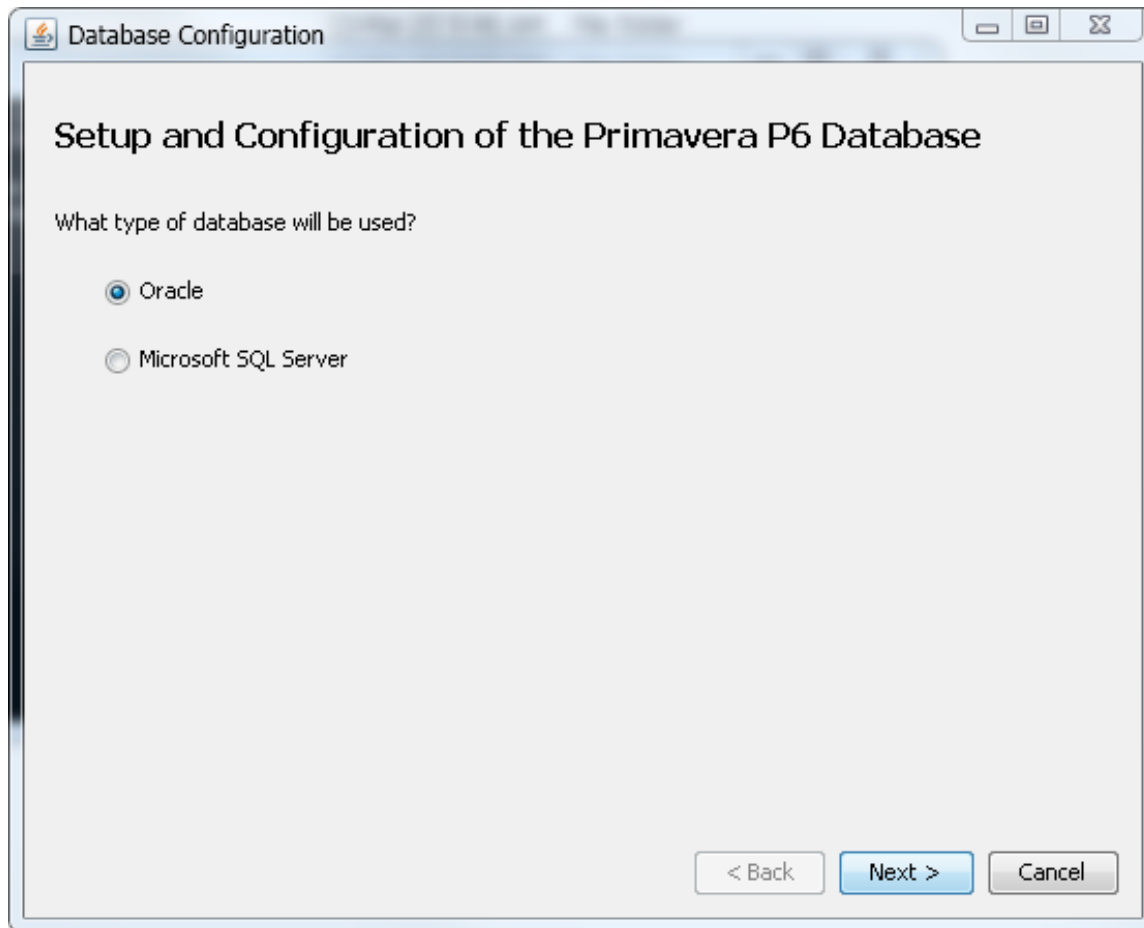 Database Configuration
Setup and Configuration of the Primavera P6 Database
What type of database will be used?
Oracle
Microsoft SQL Server
< Back Next > Cancel